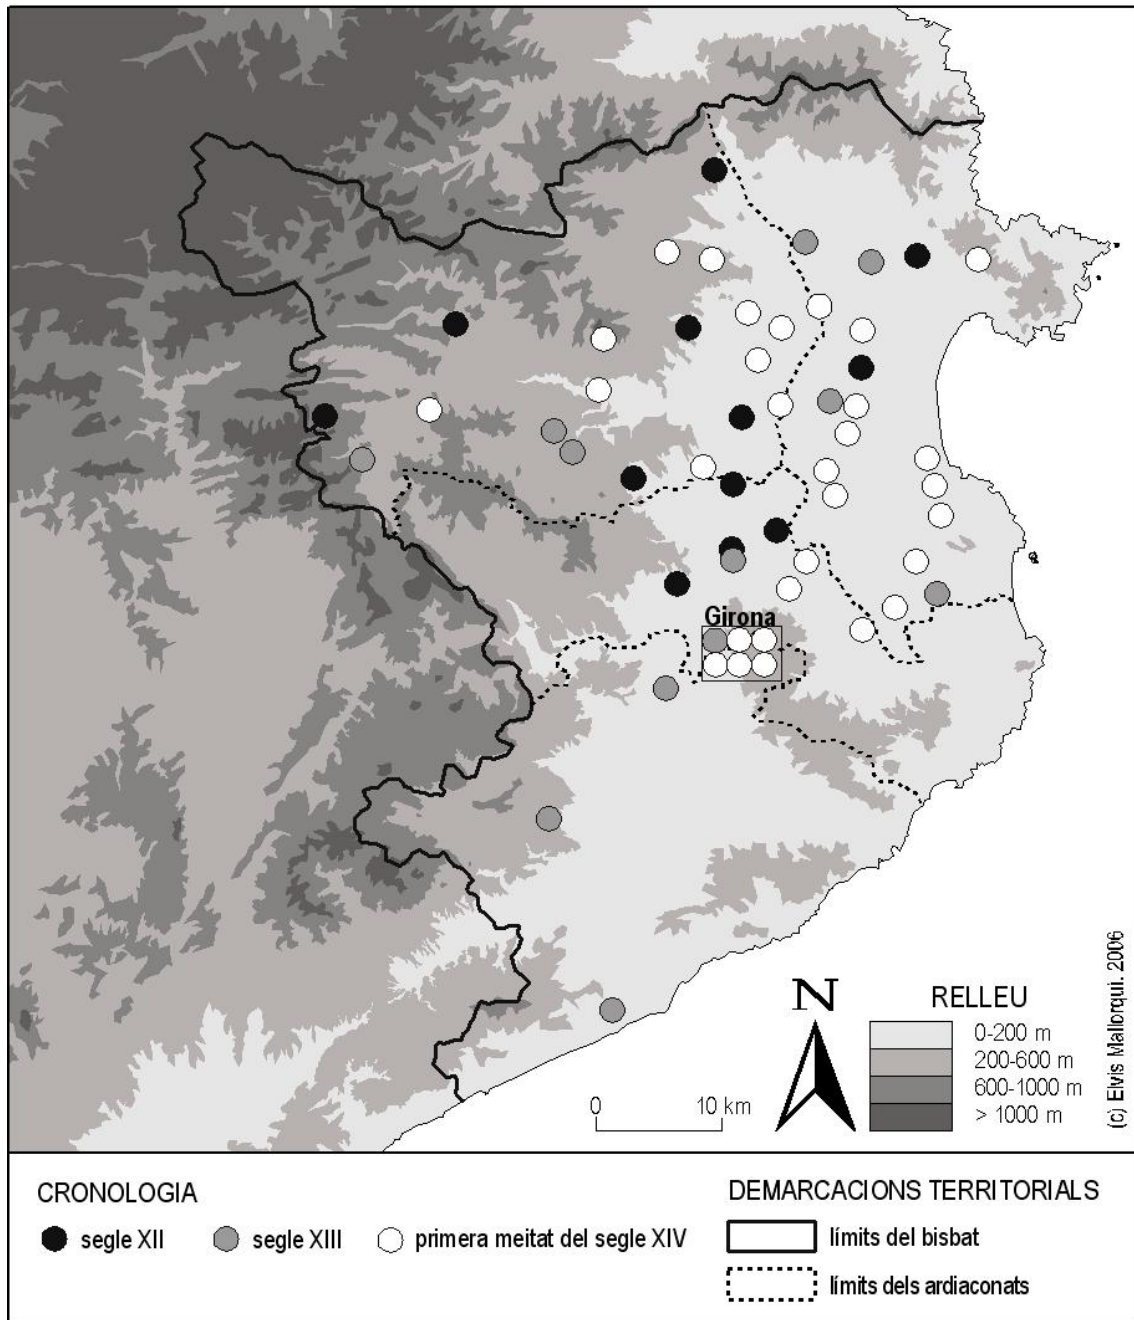 Girona
N
RELLEU
0-200 m
200-600 m
600-1000 m
> 1000 m
0 10 km
(c) Elvis Mallorquí. 2006
CRONOLOGIA
segle XII
segle XIII
primera meitat del segle XIV
DEMARCACIONS TERRITORIALS
límits del bisbat
límits dels ardiaconats